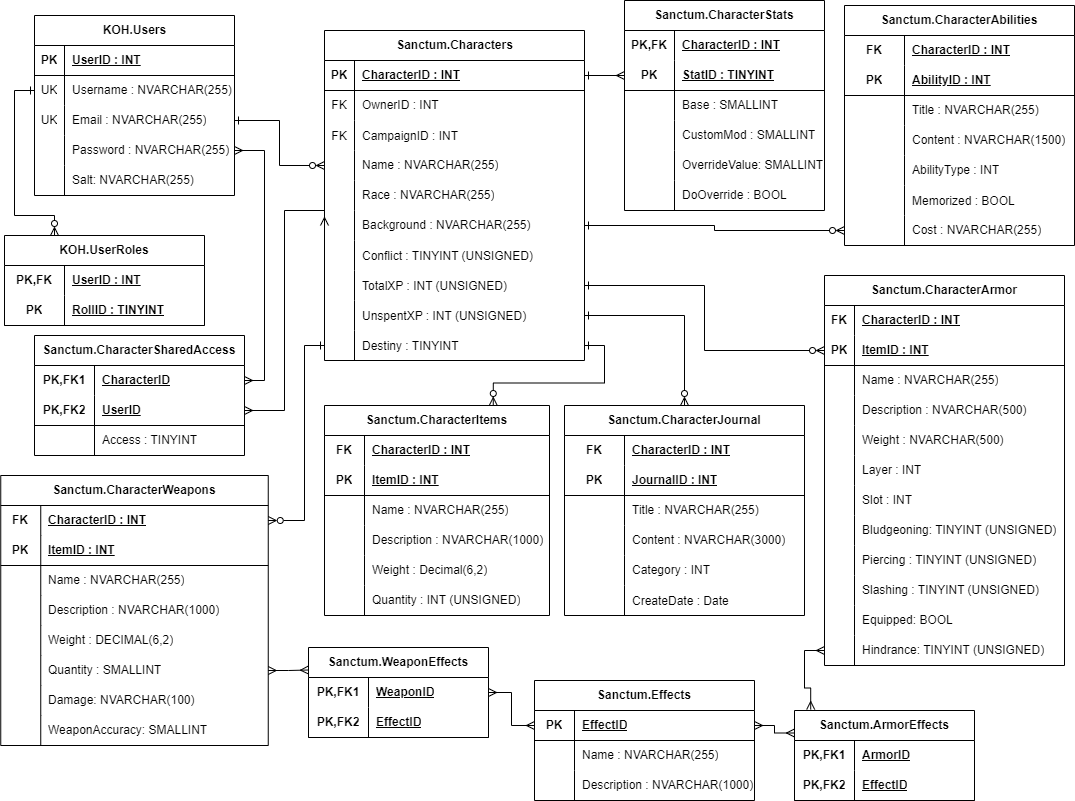 KOH.Users
PK UserID : INT
UK Username : NVARCHAR(255)
UK Email : NVARCHAR(255)
Password : NVARCHAR(255)
Salt: NVARCHAR(255)
KOH.UserRoles
PK,FK UserID : INT
PK RollID : TINYINT
Sanctum.CharacterSharedAccess
PK,FK1 CharacterID
PK,FK2 UserID
Access : TINYINT
Sanctum.Characters
PK CharacterID : INT
FK OwnerID : INT
FK CampaignID : INT
Name : NVARCHAR(255)
Race : NVARCHAR(255)
Background : NVARCHAR(255)
Conflict : TINYINT (UNSIGNED)
TotalXP : INT (UNSIGNED)
UnspentXP : INT (UNSIGNED)
Destiny : TINYINT
Sanctum.CharacterStats
PK,FK CharacterID : INT
PK StatID : TINYINT
Base : SMALLINT
CustomMod : SMALLINT
OverrideValue: SMALLINT
DoOverride : BOOL
Sanctum.CharacterAbilities
FK CharacterID : INT
PK AbilityID : INT
Title : NVARCHAR(255)
Content : NVARCHAR(1500)
AbilityType : INT
Memorized : BOOL
Cost : NVARCHAR(255)
Sanctum.CharacterArmor
FK CharacterID : INT
PK ItemID : INT
Name : NVARCHAR(255)
Description : NVARCHAR(500)
Weight : NVARCHAR(500)
Layer : INT
Slot : INT
Bludgeoning: TINYINT (UNSIGNED)
Piercing : TINYINT (UNSIGNED)
Slashing : TINYINT (UNSIGNED)
Equipped: BOOL
Hindrance: TINYINT (UNSIGNED)
Sanctum.CharacterItems
FK CharacterID : INT
PK ItemID : INT
Name : NVARCHAR(255)
Description : NVARCHAR(1000)
Weight : Decimal(6,2)
Quantity : INT (UNSIGNED)
Sanctum.CharacterJournal
FK CharacterID : INT
PK JournalID : INT
Title : NVARCHAR(255)
Content : NVARCHAR(3000)
Category : INT
CreateDate : Date
Sanctum.CharacterWeapons
FK CharacterID : INT
PK ItemID : INT
Name : NVARCHAR(255)
Description : NVARCHAR(1000)
Weight : DECIMAL(6,2)
Quantity : SMALLINT
Damage: NVARCHAR(100)
WeaponAccuracy: SMALLINT
Sanctum.WeaponEffects
PK,FK1 WeaponID
PK,FK2 EffectID
Sanctum.Effects
PK EffectID
Name : NVARCHAR(255)
Description : NVARCHAR(1000)
Sanctum.ArmorEffects
PK,FK1 ArmorID
PK,FK2 EffectID